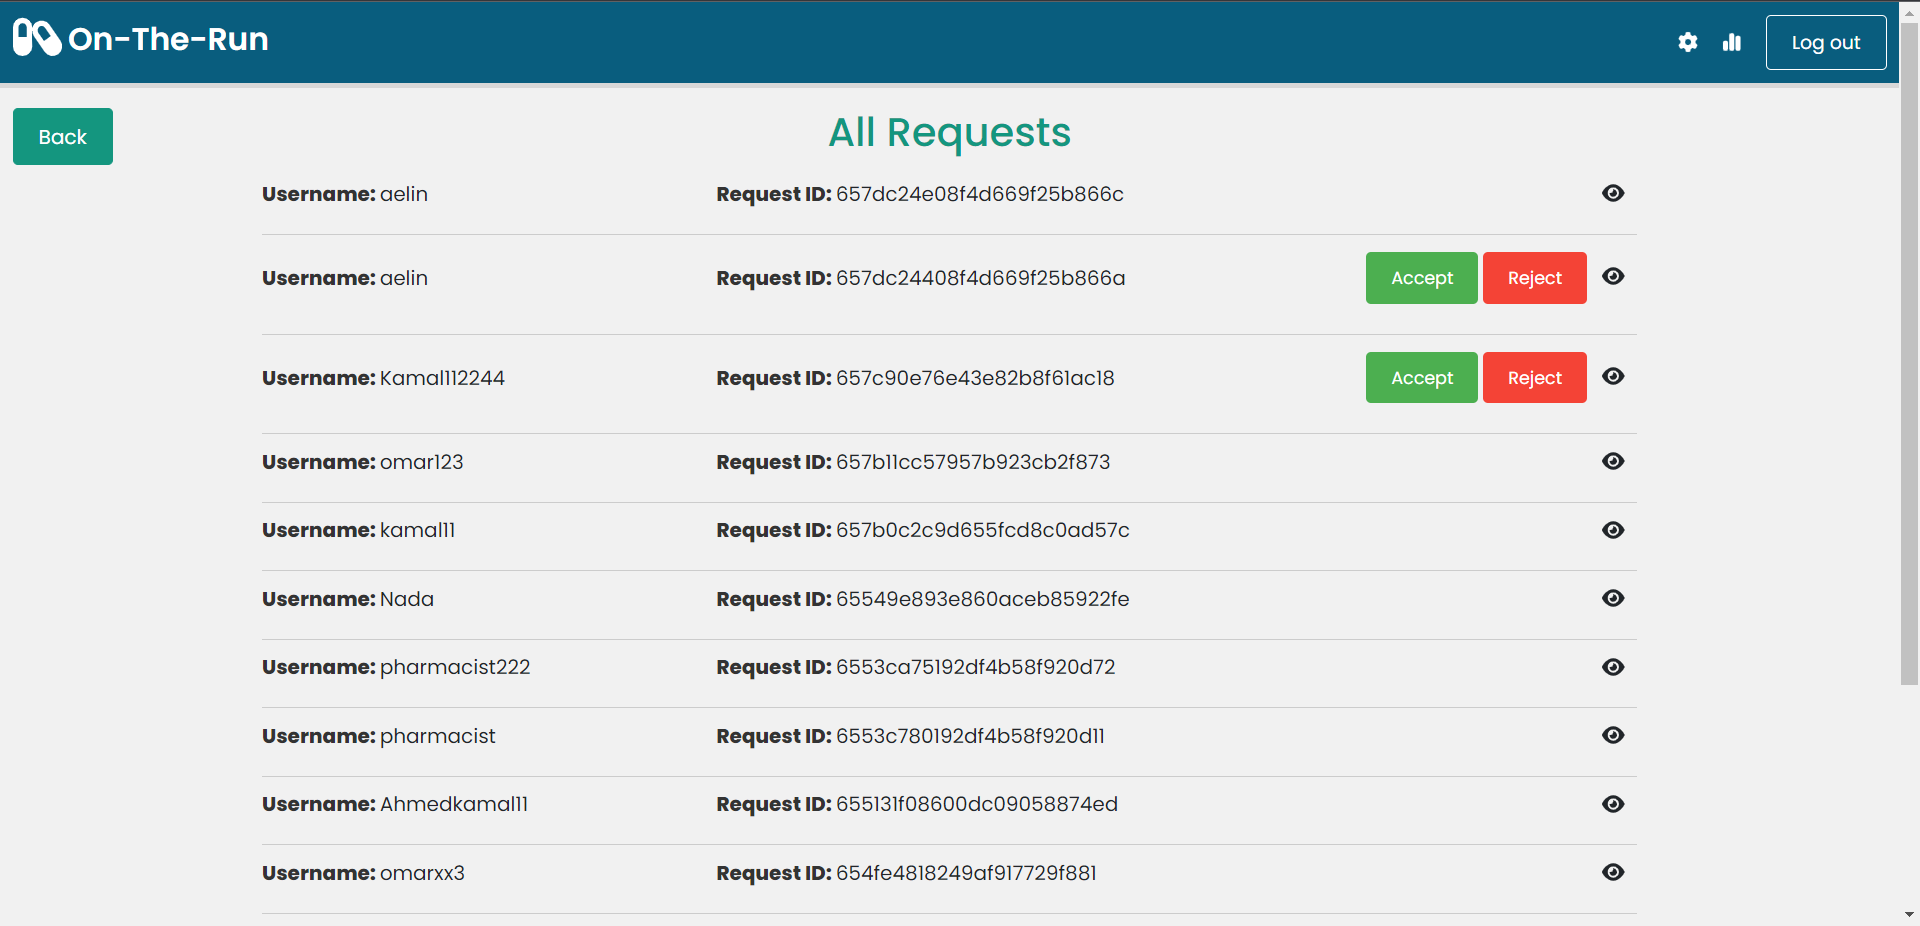 On-The-Run
Log out
Back
All Requests
Username: aelin Request ID: 657dc24e08f4d669f25b866c
Username: aelin Request ID: 657dc24408f4d669f25b866a Accept Reject
Username: Kamal112244 Request ID: 657c90e76e43e82b8f61ac18 Accept Reject
Username: omar123 Request ID: 657b11cc57957b923cb2f873
Username: kamal11 Request ID: 657b0c2c9d655fcd8c0ad57c
Username: Nada Request ID: 65549e893e860aceb85922fe
Username: pharmacist222 Request ID: 6553ca75192df4b58f920d72
Username: pharmacist Request ID: 6553c780192df4b58f920d11
Username: Ahmedkamal11 Request ID: 655131f08600dc09058874ed
Username: omarxx3 Request ID: 654fe4818249af917729f881